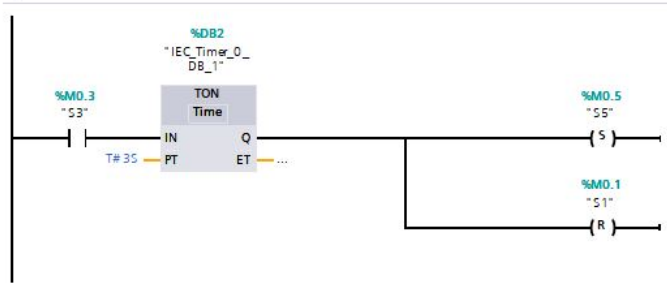 %DB2
"IEC_Timer_0_
DB_1"
%M0.3
"S3"
TON
Time
IN
Q
T# 3S
PT
ET
...
%M0.5
"S5"
S
%M0.1
"S1"
R